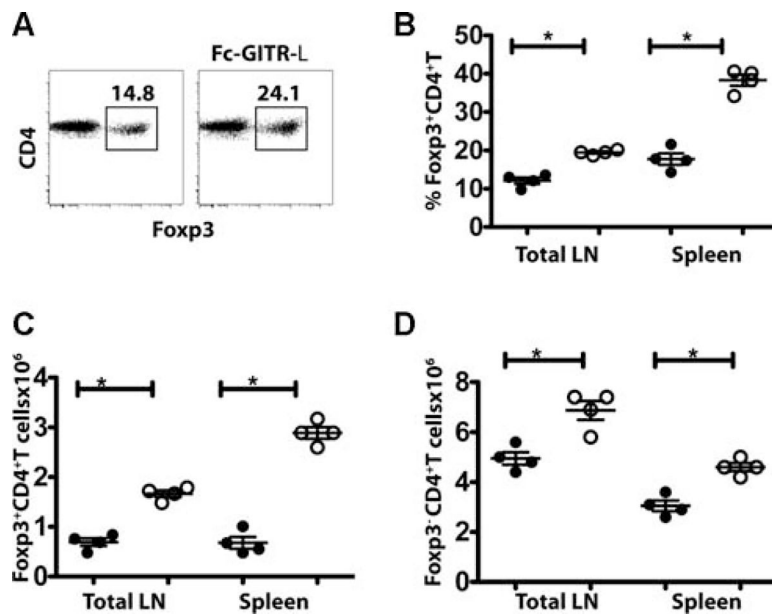 A
Fc-GITR-L
14.8
24.1
CD4
Foxp3
B
% Foxp3⁺CD4⁺T
50
40
30
20
10
0
*
*
Total LN
Spleen
C
Foxp3⁺CD4⁺T cellsx10⁶
4
3
2
1
0
*
*
Total LN
Spleen
D
Foxp3⁻ CD4⁺T cellsx10⁶
8
6
4
2
0
*
*
Total LN
Spleen